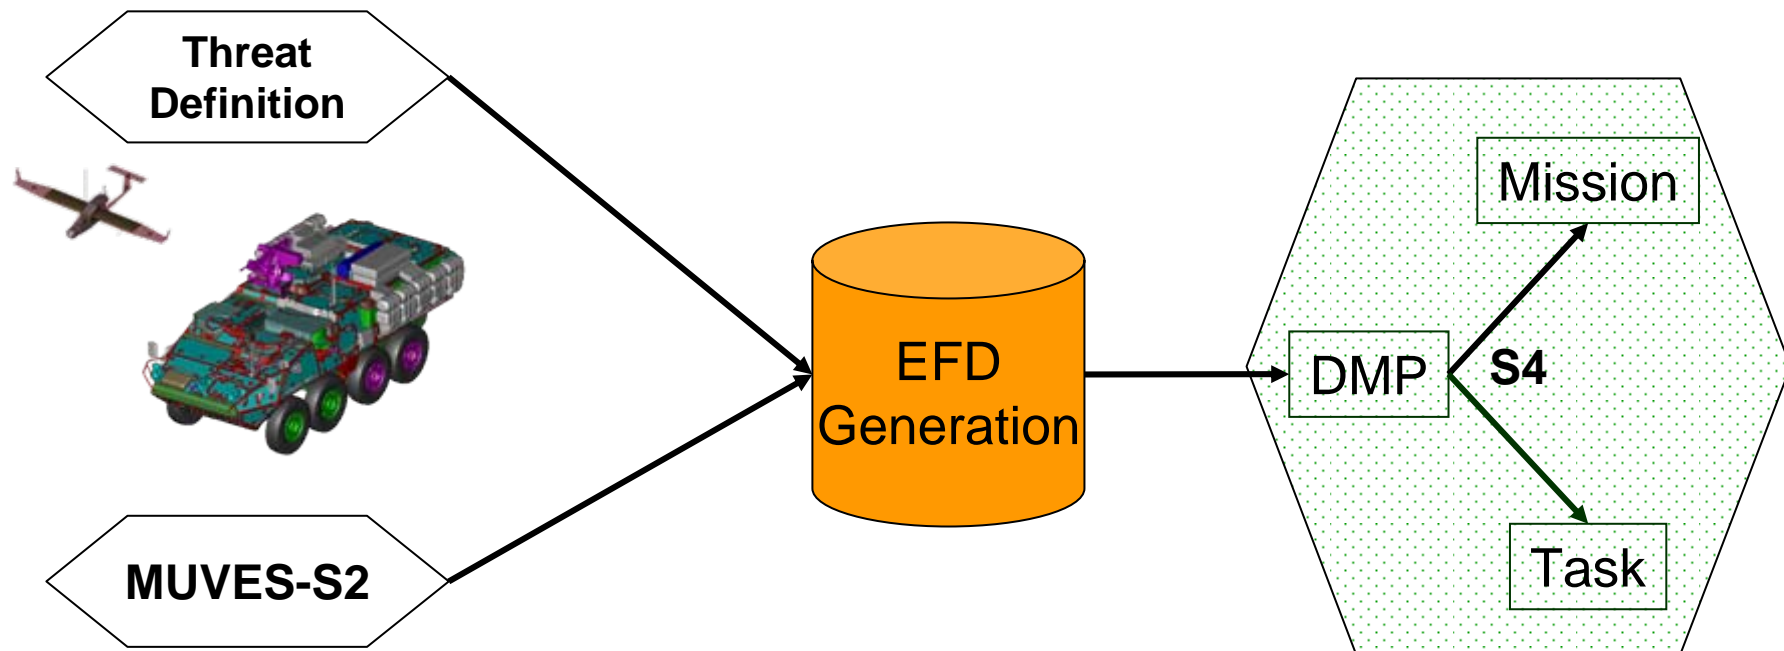 Threat
Definition
MUVES-S2
EFD
Generation
DMP
S4
Mission
Task